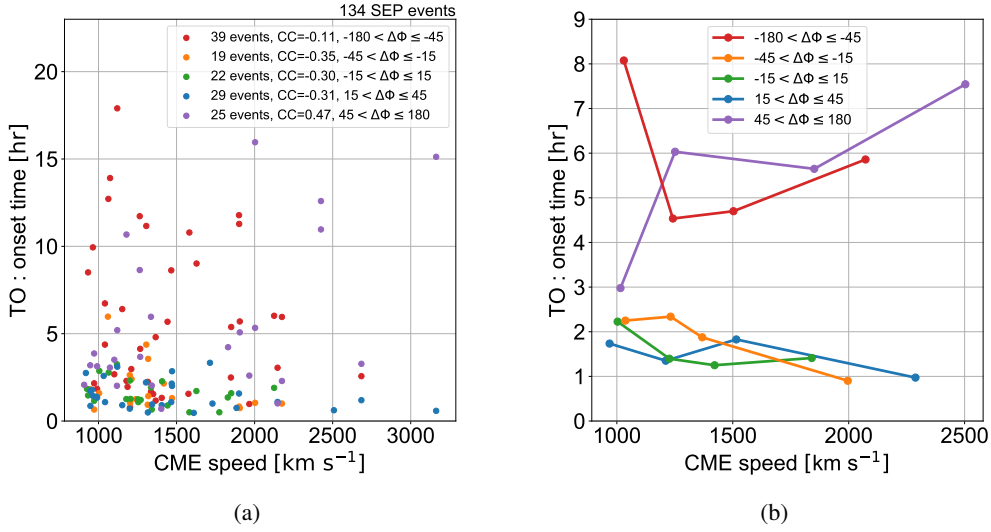 134 SEP events
39 events, CC=-0.11, -180 < ΔΦ ≤ -45
19 events, CC=-0.35, -45 < ΔΦ ≤ -15
22 events, CC=-0.30, -15 < ΔΦ ≤ 15
29 events, CC=-0.31, 15 < ΔΦ ≤ 45
25 events, CC=0.47, 45 < ΔΦ ≤ 180
TO : onset time [hr]
20
15
10
5
0
1000 1500 2000 2500 3000
CME speed [km s⁻¹]
(a)
-180 < ΔΦ ≤ -45
-45 < ΔΦ ≤ -15
-15 < ΔΦ ≤ 15
15 < ΔΦ ≤ 45
45 < ΔΦ ≤ 180
TO : onset time [hr]
9
8
7
6
5
4
3
2
1
0
1000 1500 2000 2500
CME speed [km s⁻¹]
(b)